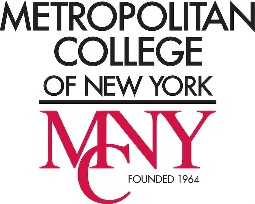 METROPOLITAN
COLLEGE
OF NEW YORK
MCNY
FOUNDED 1964